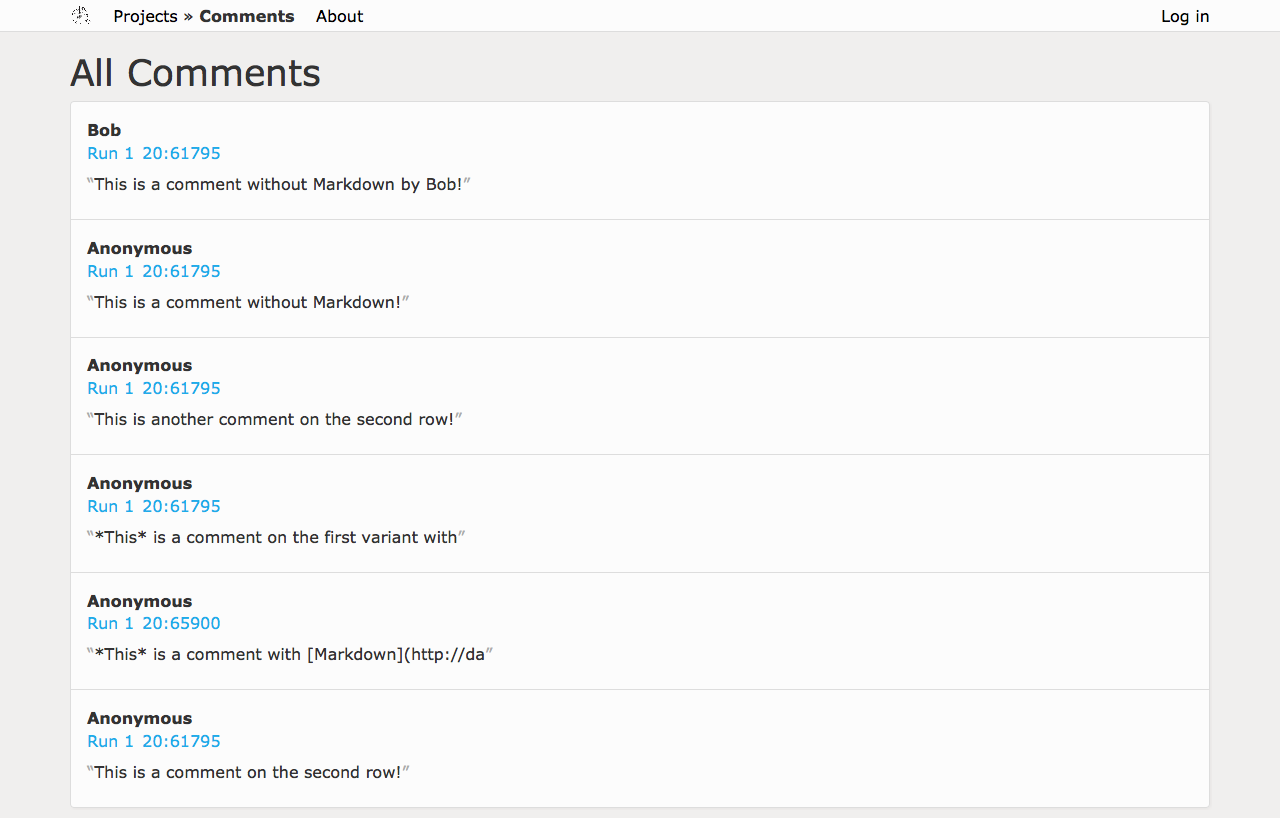 Projects » Comments About Log in
All Comments
Bob
Run 1 20:61795
“This is a comment without Markdown by Bob!”
Anonymous
Run 1 20:61795
“This is a comment without Markdown!”
Anonymous
Run 1 20:61795
“This is another comment on the second row!”
Anonymous
Run 1 20:61795
“*This* is a comment on the first variant with”
Anonymous
Run 1 20:65900
“*This* is a comment with [Markdown](http://da”
Anonymous
Run 1 20:61795
“This is a comment on the second row!”